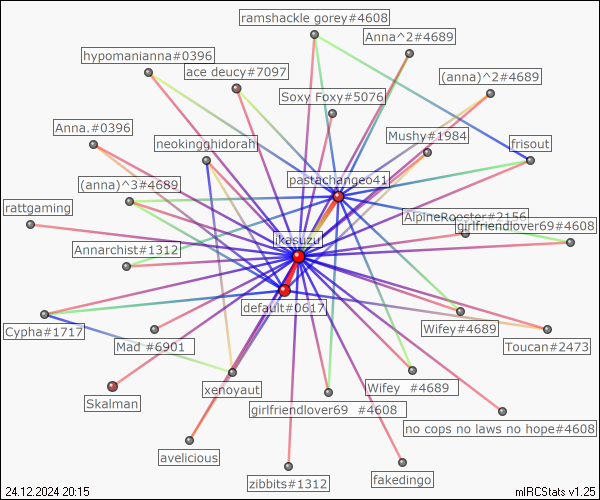 ramshackle gorey#4608
Anna^2#4689
hypomanianna#0396
ace deucy#7097
(anna)^2#4689
Soxy Foxy#5076
Anna.#0396
neokingghidorah
Mushy#1984
frisout
(anna)^3#4689
pastachangeo41
rattgaming
AlpineRoester#2156
girlfriendlover69#4608
Annarchist#1312
ikasuzu
default#0617
Cypha#1717
Mad #6901
Wifey#4689
Toucan#2473
Skalman
xenoyaut
Wifey #4689
girlfriendlover69 #4608
no cops no laws no hope#4608
avelicious
zibbits#1312
fakedingo
24.12.2024 20:15
mIRCStats v1.25